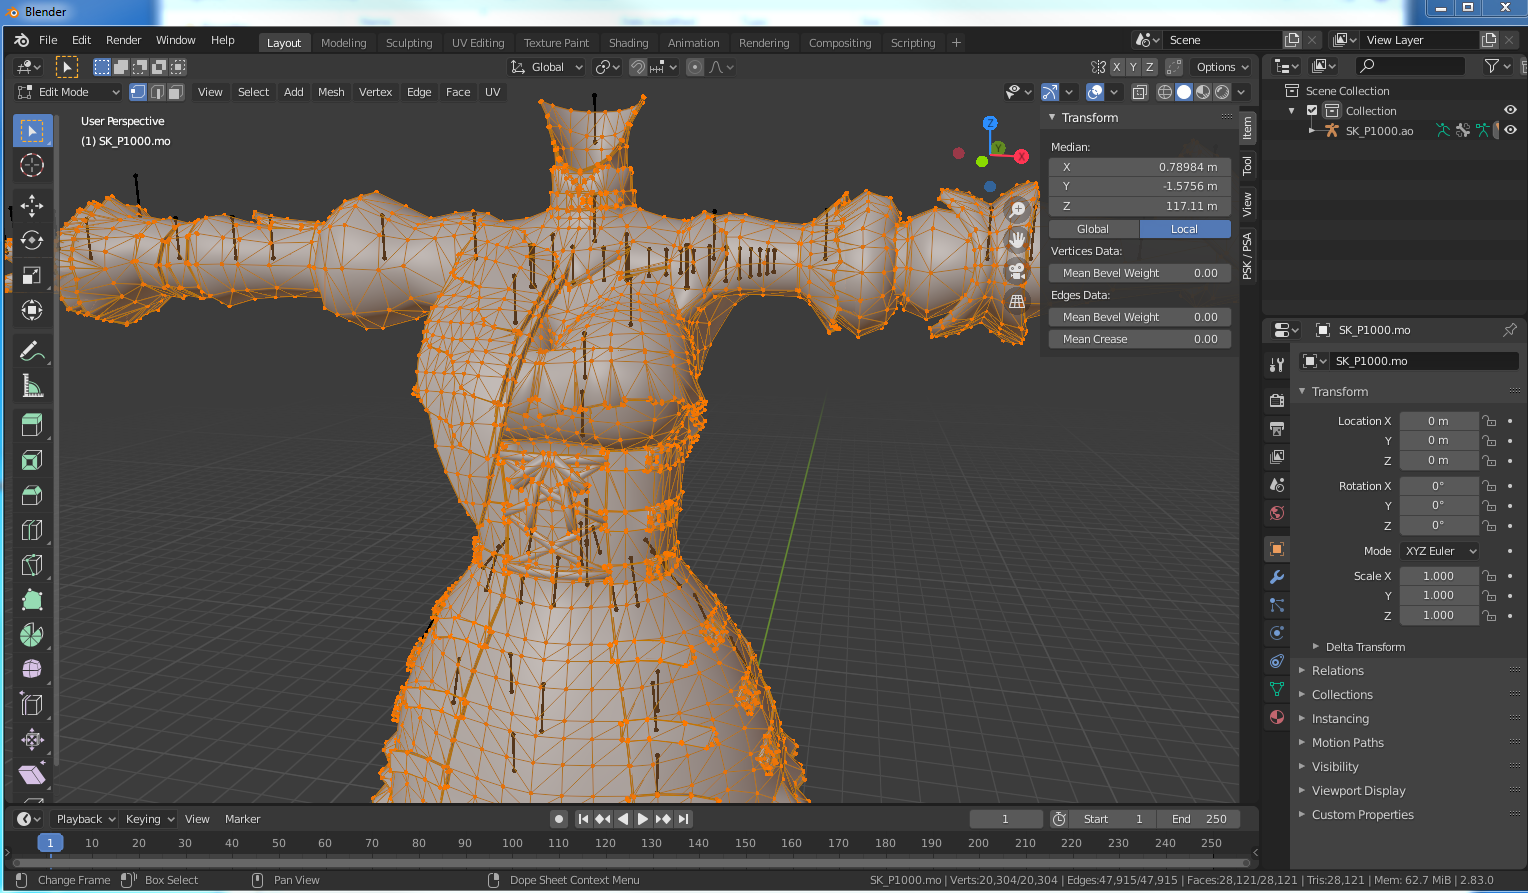 Blender
File Edit Render Window Help
Layout Modeling Sculpting UV Editing Texture Paint Shading Animation Rendering Compositing Scripting +
Scene
View Layer
Global
X Y Z
Options
Edit Mode
View Select Add Mesh Vertex Edge Face UV
User Perspective
(1) SK_P1000.mo
Z
Y
X
Transform
Median:
X 0.78984 m
Y -1.5756 m
Z 117.11 m
Global Local
Vertices Data:
Mean Bevel Weight 0.00
Edges Data:
Mean Bevel Weight 0.00
Mean Crease 0.00
Item
Tool
View
PSK / PSA
Scene Collection
Collection
SK_P1000.ao
SK_P1000.mo
SK_P1000.mo
Transform
Location X 0 m
Y 0 m
Z 0 m
Rotation X 0°
Y 0°
Z 0°
Mode XYZ Euler
Scale X 1.000
Y 1.000
Z 1.000
Delta Transform
Relations
Collections
Instancing
Motion Paths
Visibility
Viewport Display
Custom Properties
Playback Keying View Marker
1
Start 1
End 250
1 10 20 30 40 50 60 70 80 90 100 110 120 130 140 150 160 170 180 190 200 210 220 230 240 250
Change Frame Box Select Pan View Dope Sheet Context Menu
SK_P1000.mo | Verts:20,304/20,304 | Edges:47,915/47,915 | Faces:28,121/28,121 | Tris:28,121 | Mem: 62.7 MiB | 2.83.0